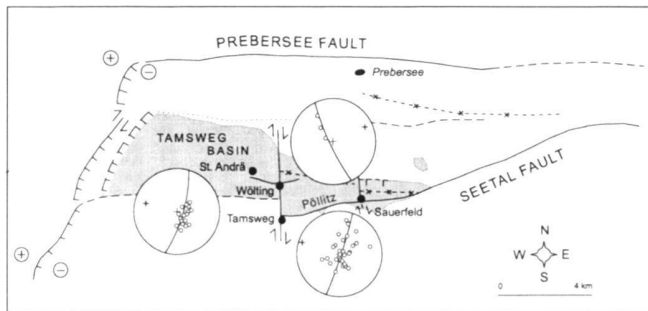 PREBERSEE FAULT
Prebersee
TAMSWEG
BASIN
St. Andrä
Wölting
Pöllitz
Tamsweg
Sauerfeld
SEETAL FAULT
N
W E
S
0 4 km